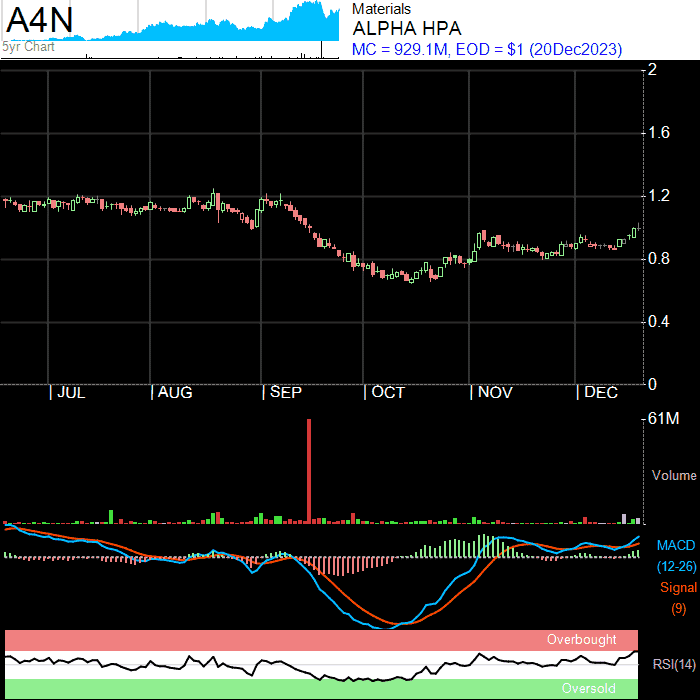 A4N
5yr Chart
Materials
ALPHA HPA
MC = 929.1M, EOD = $1 (20Dec2023)
2
1.6
1.2
0.8
0.4
0
JUL AUG SEP OCT NOV DEC
61M
Volume
MACD
(12-26)
Signal
(9)
Overbought
RSI(14)
Oversold